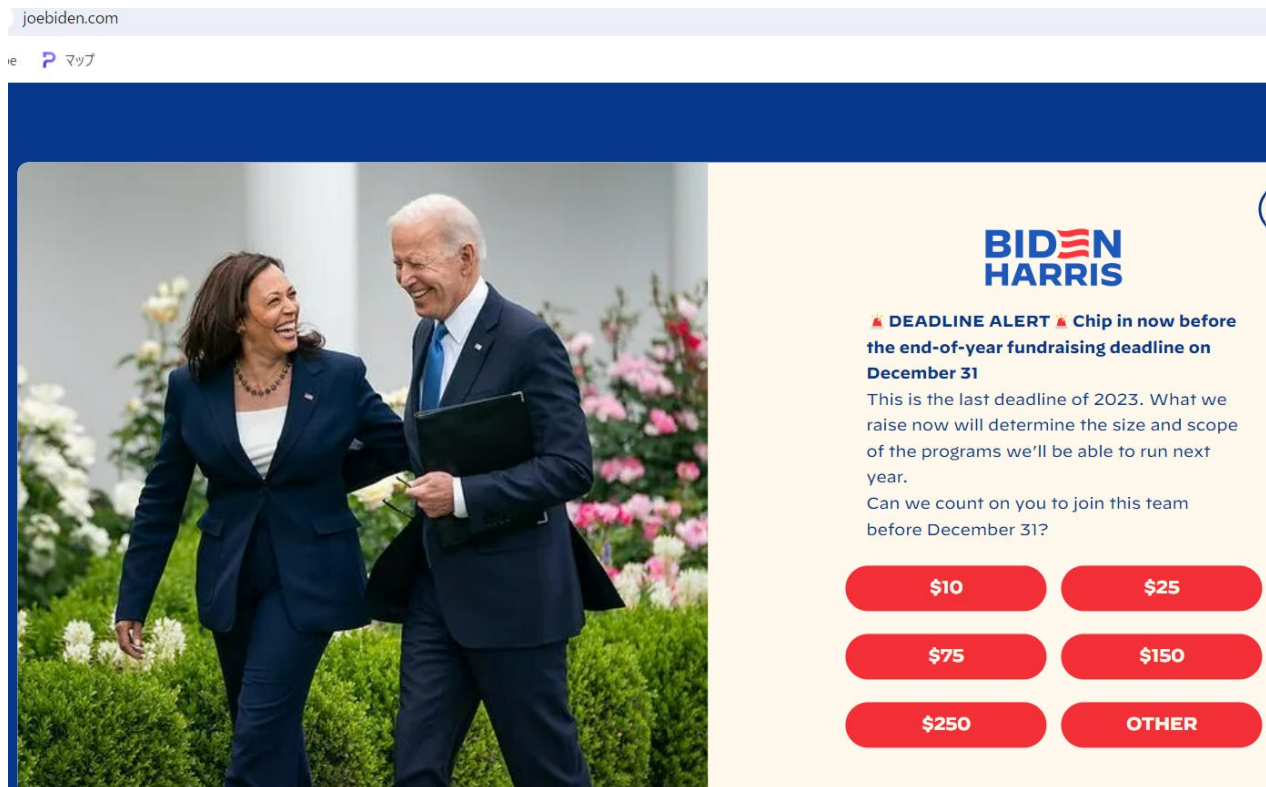 joebiden.com
マップ
BIDEN
HARRIS
🚨 DEADLINE ALERT 🚨 Chip in now before
the end-of-year fundraising deadline on
December 31
This is the last deadline of 2023. What we
raise now will determine the size and scope
of the programs we’ll be able to run next
year.
Can we count on you to join this team
before December 31?
$10
$25
$75
$150
$250
OTHER